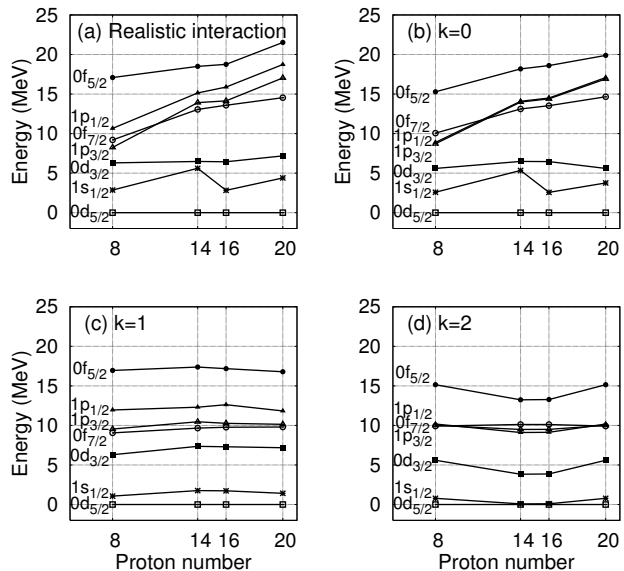 (a) Realistic interaction
Energy (MeV)
25
20
15
10
5
0
0f5/2
1p1/2
0f7/2
1p3/2
0d3/2
1s1/2
0d5/2
8 14 16 20
(b) k=0
Energy (MeV)
25
20
15
10
5
0
0f5/2
0f7/2
1p1/2
1p3/2
0d3/2
1s1/2
0d5/2
8 14 16 20
(c) k=1
Energy (MeV)
25
20
15
10
5
0
0f5/2
1p1/2
1p3/2
0f7/2
0d3/2
1s1/2
0d5/2
8 14 16 20
Proton number
(d) k=2
Energy (MeV)
25
20
15
10
5
0
0f5/2
1p1/2
0f7/2
1p3/2
0d3/2
1s1/2
0d5/2
8 14 16 20
Proton number